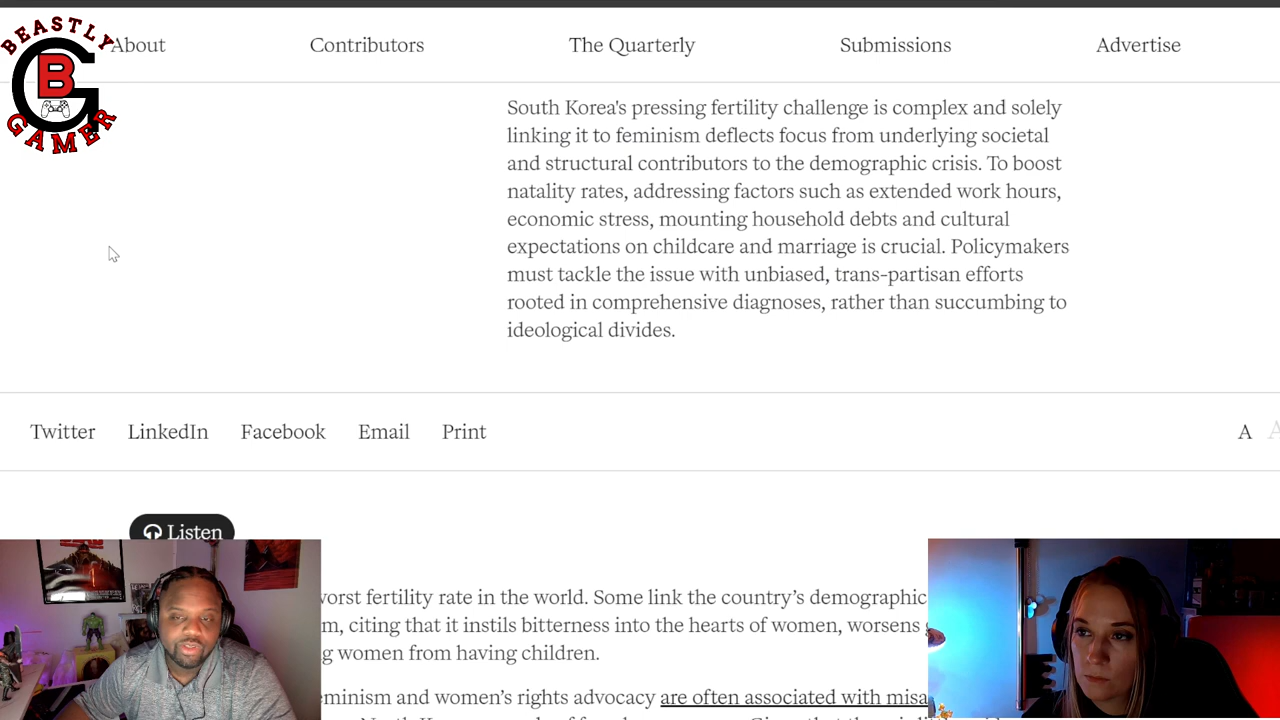 BEASTLY
BG
GAMER
About
Contributors
The Quarterly
Submissions
Advertise
South Korea's pressing fertility challenge is complex and solely
linking it to feminism deflects focus from underlying societal
and structural contributors to the demographic crisis. To boost
natality rates, addressing factors such as extended work hours,
economic stress, mounting household debts and cultural
expectations on childcare and marriage is crucial. Policymakers
must tackle the issue with unbiased, trans-partisan efforts
rooted in comprehensive diagnoses, rather than succumbing to
ideological divides.
Twitter
LinkedIn
Facebook
Email
Print
A
A
Listen
worst fertility rate in the world. Some link the country’s demographic
citing that it instils bitterness into the hearts of women, worsens
women from having children.
and women’s rights advocacy are often associated with